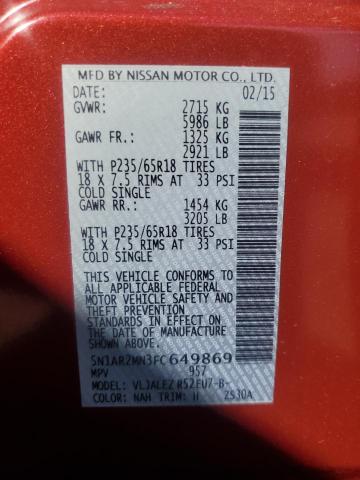 MFD BY NISSAN MOTOR CO., LTD.
DATE: 02/15
GVWR: 2715 KG
5986 LB
GAWR FR.: 1325 KG
2921 LB
WITH P235/65R18 TIRES
18 X 7.5 RIMS AT 33 PSI
COLD SINGLE
GAWR RR.: 1454 KG
3205 LB
WITH P235/65R18 TIRES
18 X 7.5 RIMS AT 33 PSI
COLD SINGLE
THIS VEHICLE CONFORMS TO
ALL APPLICABLE FEDERAL
MOTOR VEHICLE SAFETY
AND THEFT PREVENTION
STANDARDS IN EFFECT ON
THE DATE OF MANUFACTURE
SHOWN ABOVE.
5N1AR2MN3FC649869
MPV 957
MODEL: VLJALEZ R52EU7-B-
COLOR: NAH TRIM: H 2530A